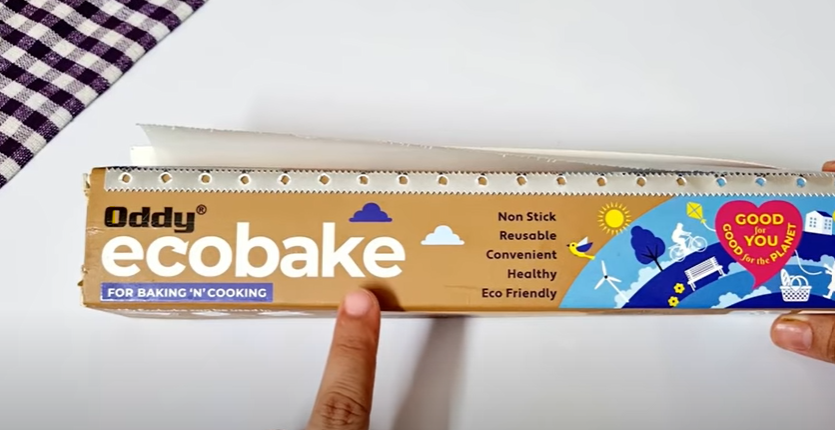 Oddy®
ecobake
FOR BAKING 'N' COOKING
Non Stick
Reusable
Convenient
Healthy
Eco Friendly
GOOD
for
YOU
GOOD for the PLANET